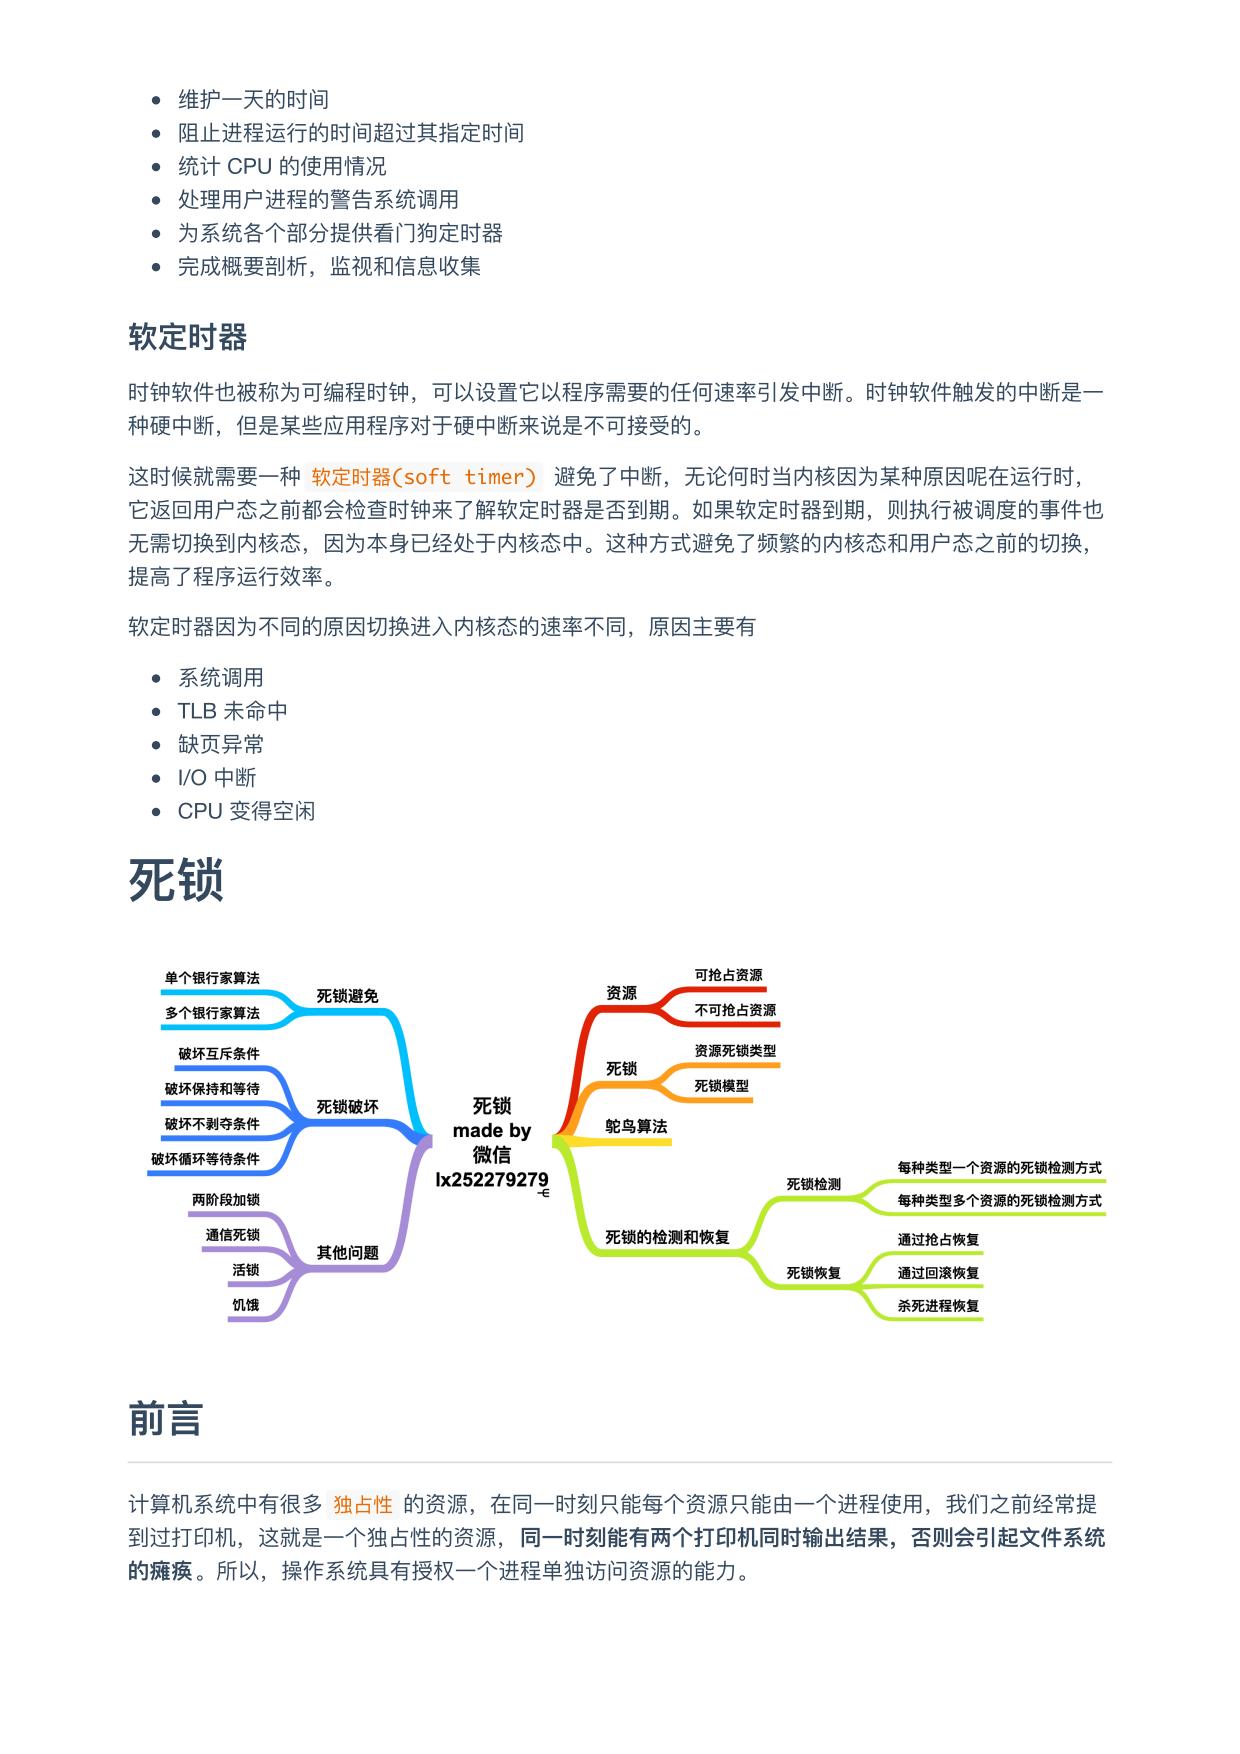 维护一天的时间
阻止进程运行的时间超过其指定时间
统计 CPU 的使用情况
处理用户进程的警告系统调用
为系统各个部分提供看门狗定时器
完成概要剖析，监视和信息收集
软定时器
时钟软件也被称为可编程时钟，可以设置它以程序需要的任何速率引发中断。时钟软件触发的中断是一
种硬中断，但是某些应用程序对于硬中断来说是不可接受的。
这时候就需要一种 软定时器(soft timer) 避免了中断，无论何时当内核因为某种原因呢在运行时，
它返回用户态之前都会检查时钟来了解软定时器是否到期。如果软定时器到期，则执行被调度的事件也
无需切换到内核态，因为本身已经处于内核态中。这种方式避免了频繁的内核态和用户态之前的切换，
提高了程序运行效率。
软定时器因为不同的原因切换进入内核态的速率不同，原因主要有
系统调用
TLB 未命中
缺页异常
I/O 中断
CPU 变得空闲
死锁
单个银行家算法
多个银行家算法
死锁避免
破坏互斥条件
破坏保持和等待
破坏不剥夺条件
破坏循环等待条件
死锁破坏
两阶段加锁
通信死锁
活锁
饥饿
其他问题
死锁
made by
微信
lx252279279
资源
可抢占资源
不可抢占资源
死锁
资源死锁类型
死锁模型
鸵鸟算法
死锁的检测和恢复
死锁检测
每种类型一个资源的死锁检测方式
每种类型多个资源的死锁检测方式
死锁恢复
通过抢占恢复
通过回滚恢复
杀死进程恢复
前言
计算机系统中有很多 独占性 的资源，在同一时刻只能每个资源只能由一个进程使用，我们之前经常提
到过打印机，这就是一个独占性的资源，同一时刻能有两个打印机同时输出结果，否则会引起文件系统
的瘫痪。所以，操作系统具有授权一个进程单独访问资源的能力。